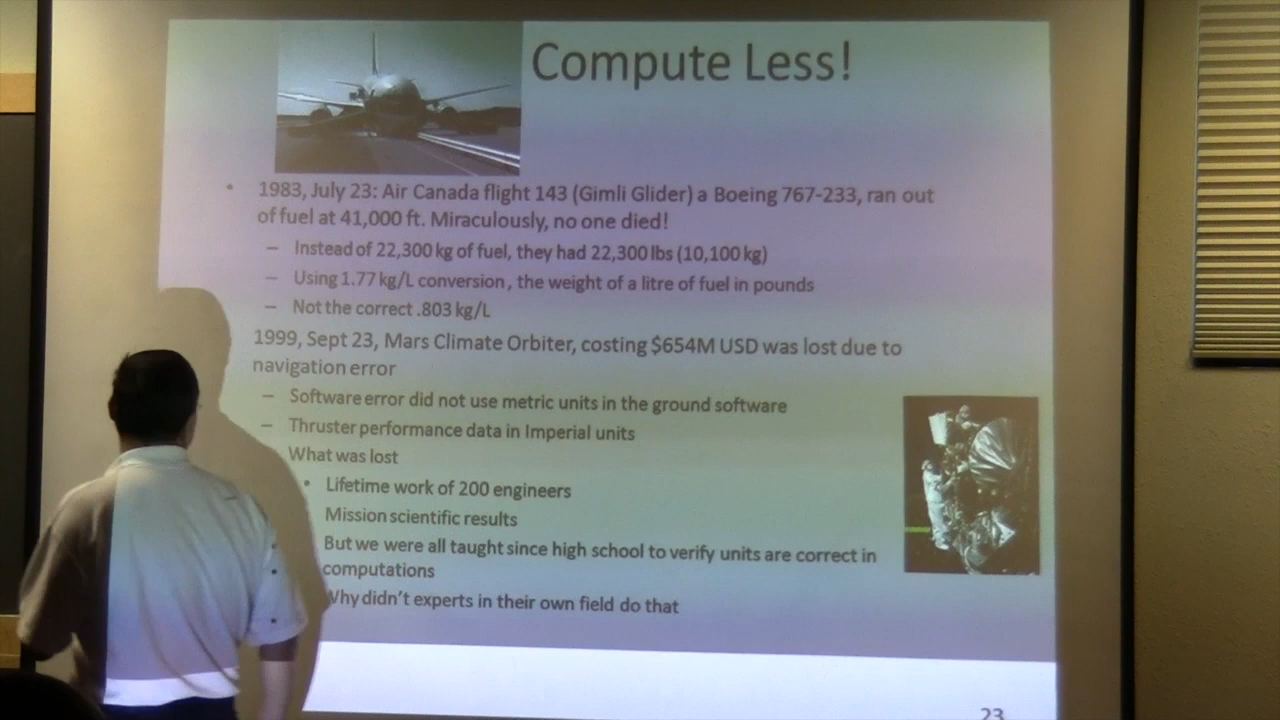 Compute Less!
• 1983, July 23: Air Canada flight 143 (Gimli Glider) a Boeing 767-233, ran out
of fuel at 41,000 ft. Miraculously, no one died!
– Instead of 22,300 kg of fuel, they had 22,300 lbs (10,100 kg)
– Using 1.77 kg/L conversion, the weight of a litre of fuel in pounds
– Not the correct .803 kg/L
1999, Sept 23, Mars Climate Orbiter, costing $654M USD was lost due to
navigation error
– Software error did not use metric units in the ground software
– Thruster performance data in Imperial units
What was lost
• Lifetime work of 200 engineers
Mission scientific results
But we were all taught since high school to verify units are correct in
computations
Why didn't experts in their own field do that
23